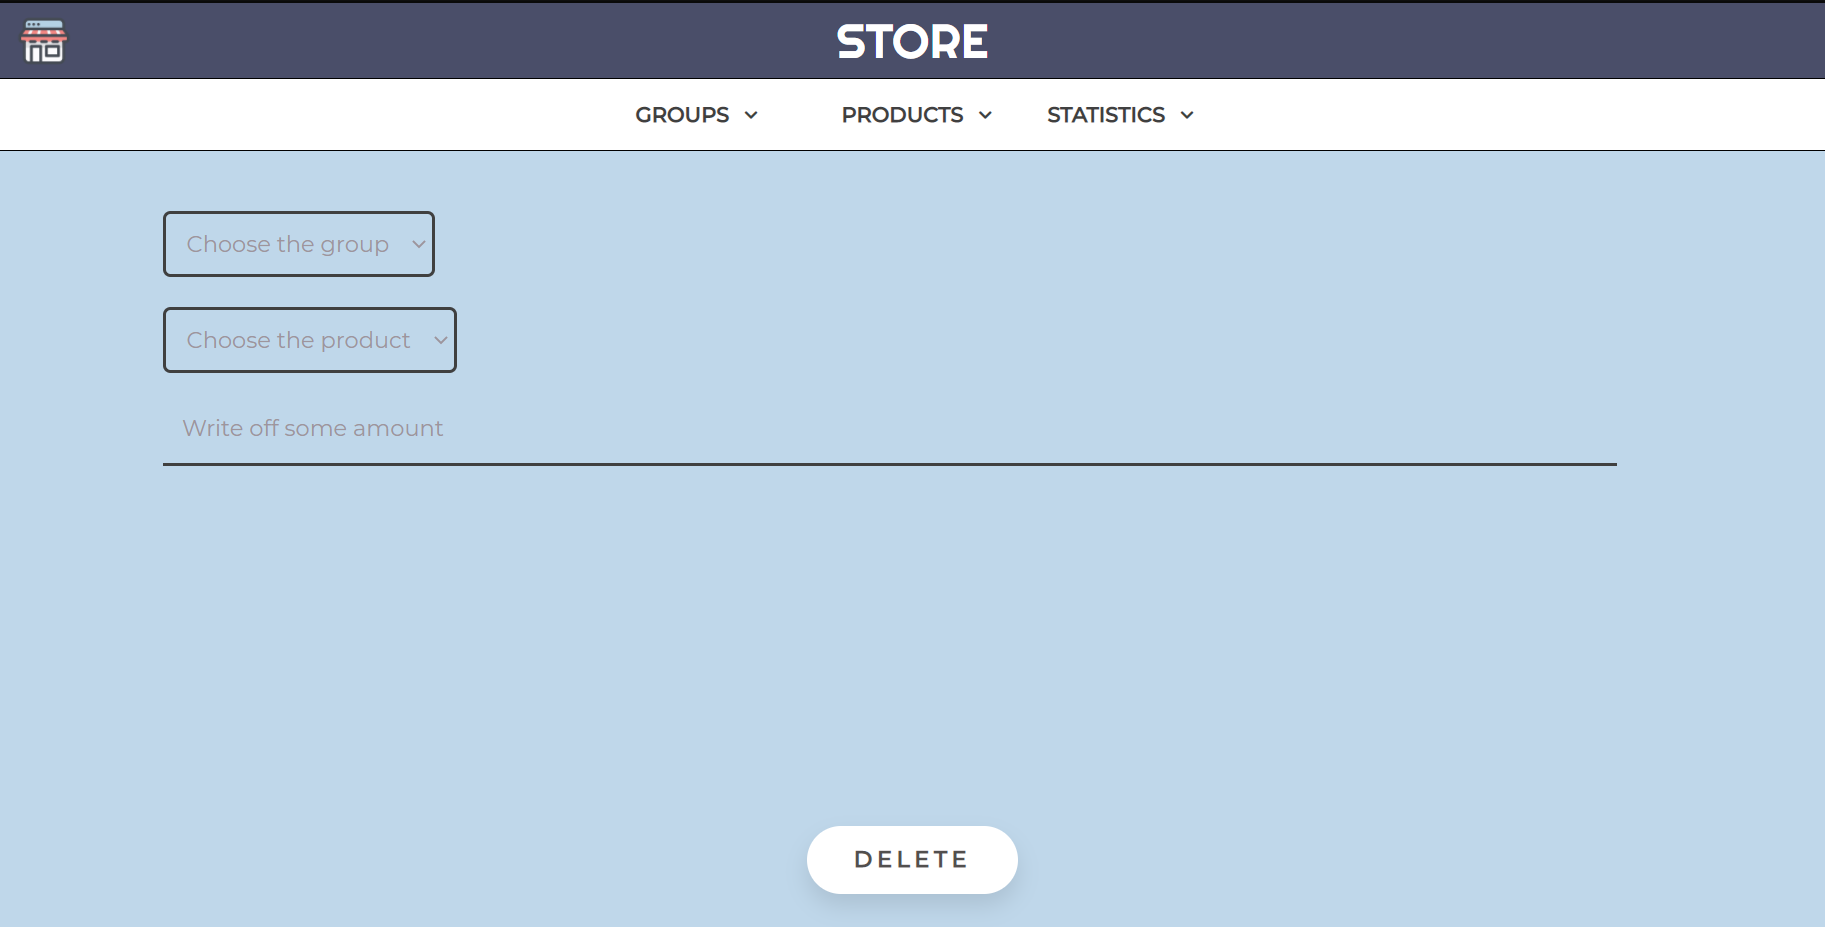 STORE
GROUPS PRODUCTS STATISTICS
Choose the group
Choose the product
Write off some amount
DELETE